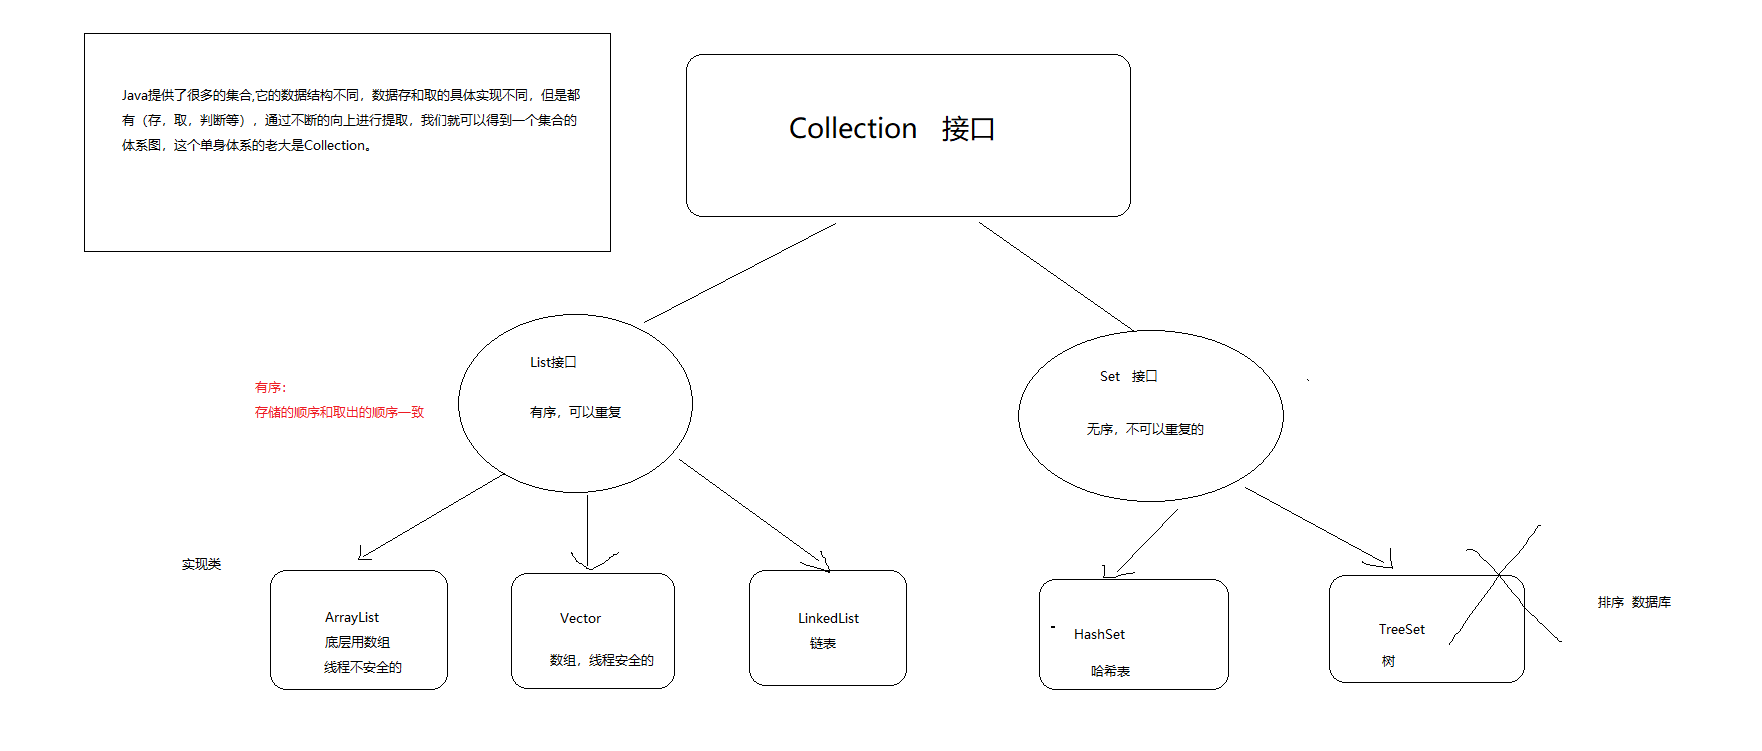 Java提供了很多的集合,它的数据结构不同，数据存和取的具体实现不同，但是都
有（存，取，判断等），通过不断的向上进行提取，我们就可以得到一个集合的
体系图，这个单身体系的老大是Collection。
Collection 接口
List接口
有序，可以重复
有序：
存储的顺序和取出的顺序一致
Set 接口
无序，不可以重复的
实现类
ArrayList
底层用数组
线程不安全的
Vector
数组，线程安全的
LinkedList
链表
HashSet
哈希表
TreeSet
树
排序 数据库